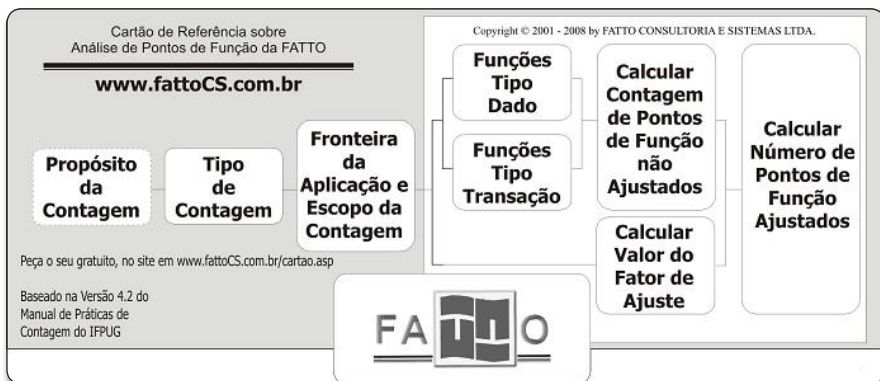 Cartão de Referência sobre
Análise de Pontos de Função da FATTO
www.fattoCS.com.br
Copyright © 2001 - 2008 by FATTO CONSULTORIA E SISTEMAS LTDA.
Propósito
da
Contagem
Tipo
de
Contagem
Fronteira
da
Aplicação e
Escopo da
Contagem
Funções
Tipo
Dado
Funções
Tipo
Transação
Calcular
Contagem
de Pontos
de Função
não
Ajustados
Calcular
Valor do
Fator de
Ajuste
Calcular
Número de
Pontos de
Função
Ajustados
Peça o seu gratuito, no site em www.fattoCS.com.br/cartao.asp
Baseado na Versão 4.2 do
Manual de Práticas de
Contagem do IFPUG
FATTO